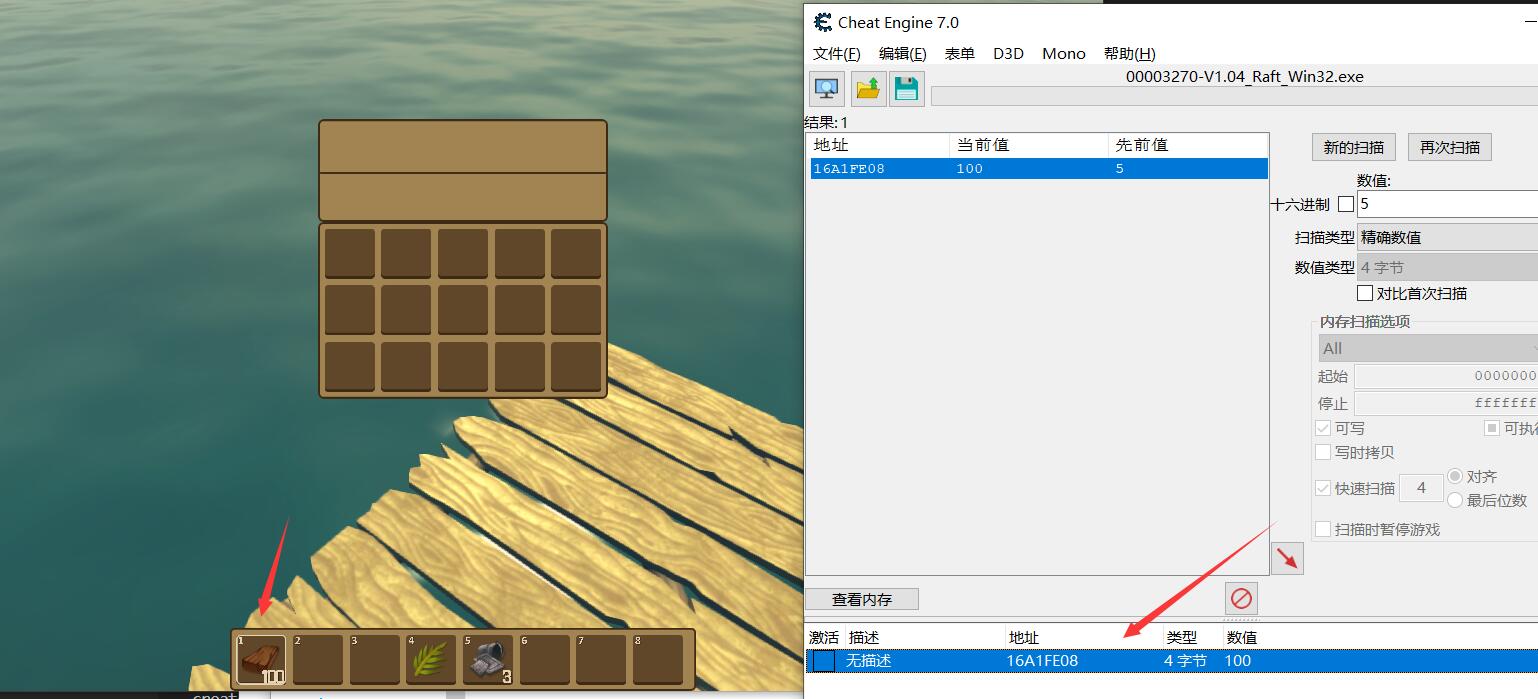 Cheat Engine 7.0
文件(F) 编辑(E) 表单 D3D Mono 帮助(H)
00003270-V1.04_Raft_Win32.exe
结果: 1
地址 当前值 先前值
16A1FE08 100 5
新的扫描 再次扫描
数值:
十六进制 5
扫描类型 精确数值
数值类型 4 字节
对比首次扫描
内存扫描选项
All
起始 0000000
停止 fffffff
可写
写时拷贝
快速扫描 4 对齐
最后位数
扫描时暂停游戏
查看内存
激活 描述 地址 类型 数值
无描述 16A1FE08 4 字节 100
1 2 3 4 5 6 7 8
100 3